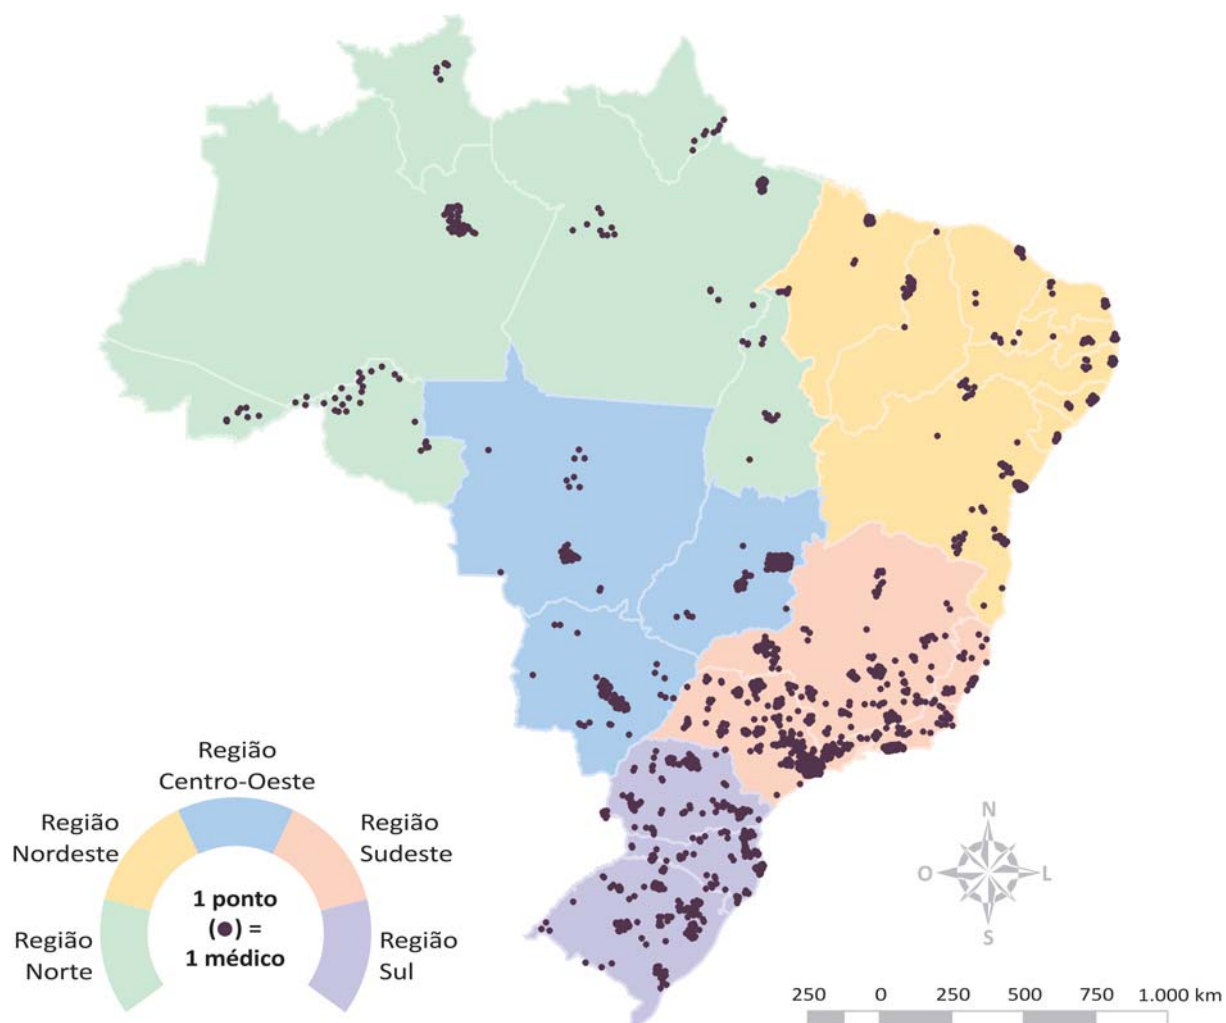 Região
Centro-Oeste
Região
Nordeste
Região
Sudeste
1 ponto
(●) =
1 médico
Região
Norte
Região
Sul
N
O
L
S
250
0
250
500
750
1.000 km